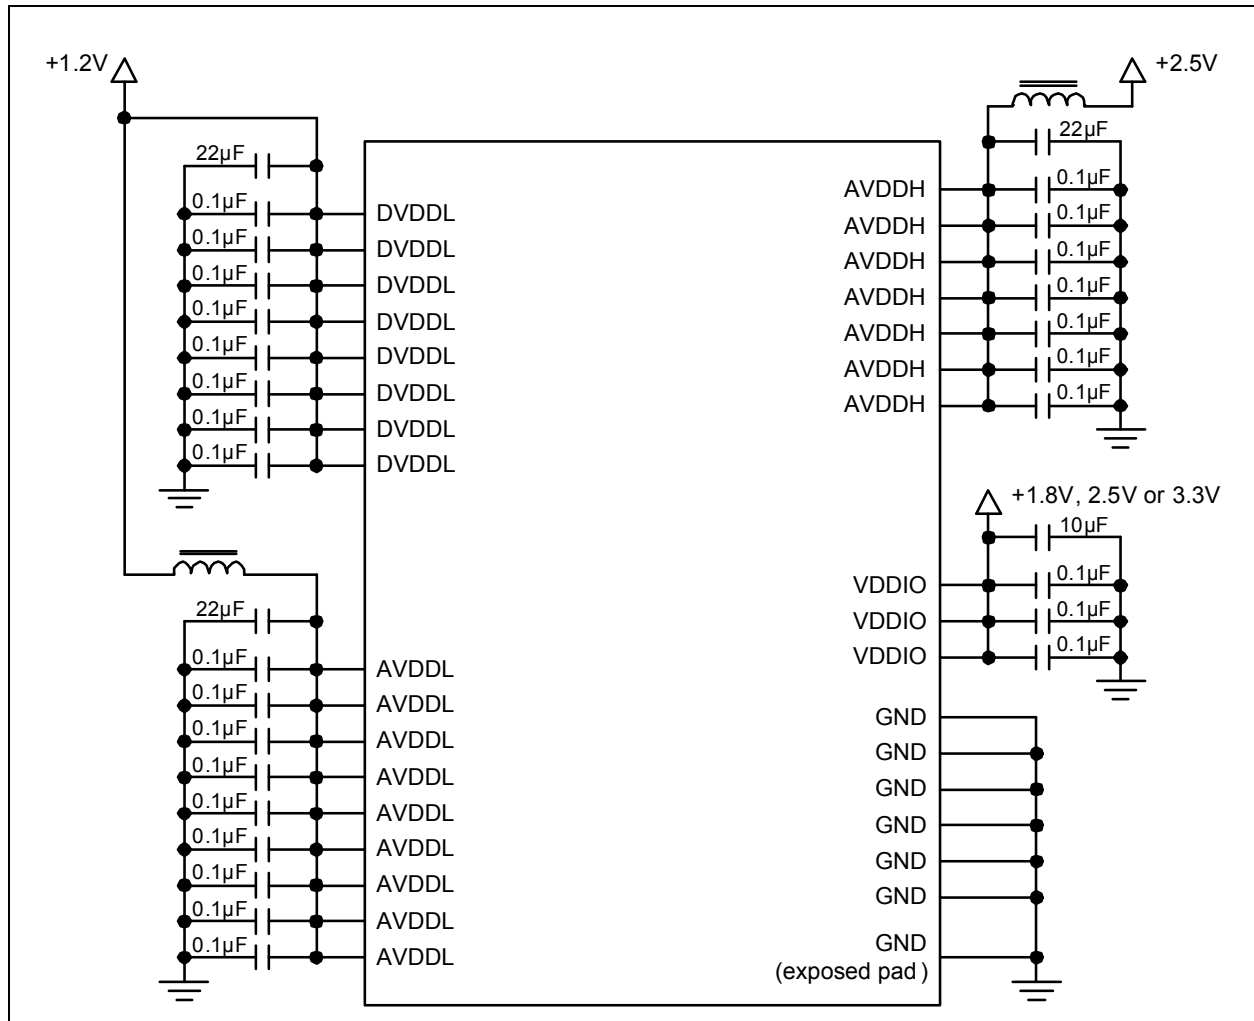 +1.2V
22µF
0.1µF
DVDDL
0.1µF
DVDDL
0.1µF
DVDDL
0.1µF
DVDDL
0.1µF
DVDDL
0.1µF
DVDDL
0.1µF
DVDDL
0.1µF
DVDDL
22µF
0.1µF
AVDDL
0.1µF
AVDDL
0.1µF
AVDDL
0.1µF
AVDDL
0.1µF
AVDDL
0.1µF
AVDDL
0.1µF
AVDDL
0.1µF
AVDDL
0.1µF
AVDDL
+2.5V
22µF
AVDDH
0.1µF
AVDDH
0.1µF
AVDDH
0.1µF
AVDDH
0.1µF
AVDDH
0.1µF
AVDDH
0.1µF
AVDDH
0.1µF
+1.8V, 2.5V or 3.3V
10µF
VDDIO
0.1µF
VDDIO
0.1µF
VDDIO
0.1µF
GND
GND
GND
GND
GND
GND
GND
(exposed pad)